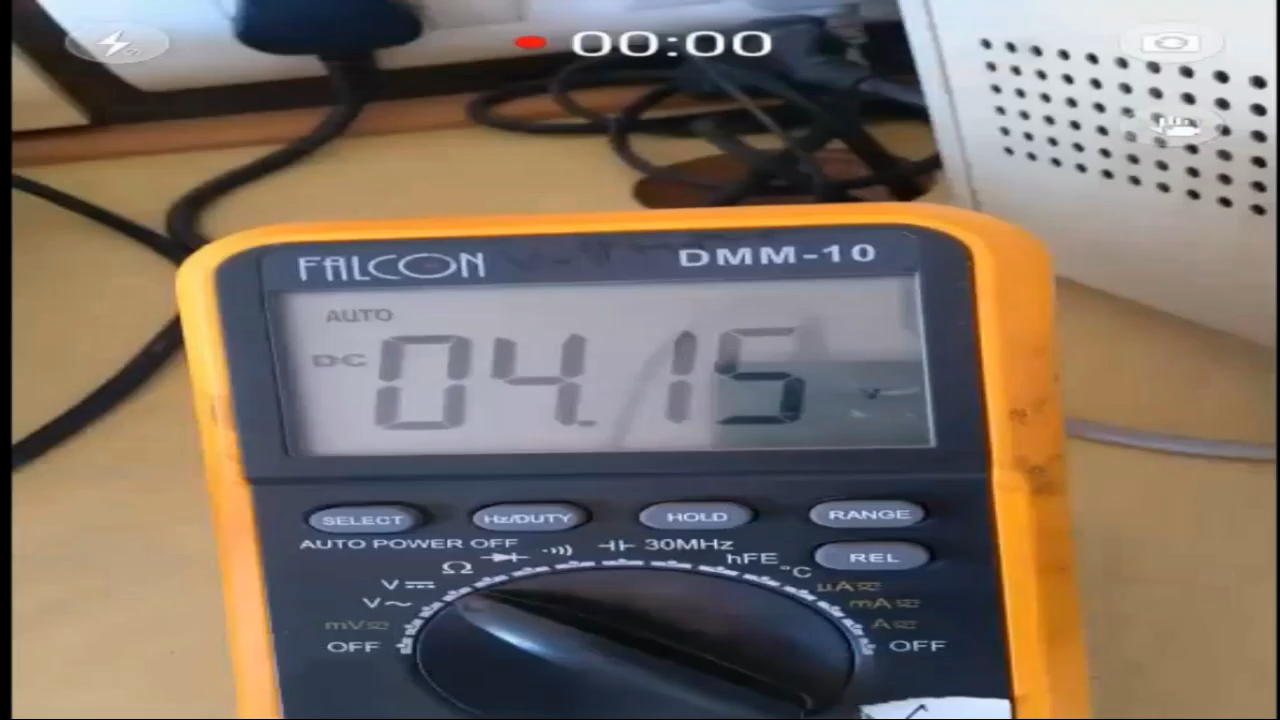 00:00
FALCON DMM-10
AUTO
DC 04.15 V
SELECT Hz/DUTY HOLD RANGE
AUTO POWER OFF
REL
30MHz
hFE
°C
Ω
V
V~
mV
OFF
µA
mA
A
OFF